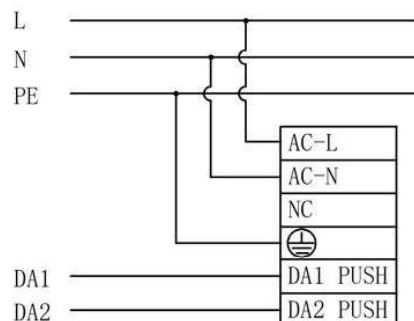 L
N
PE
AC-L
AC-N
NC
DA1
DA1 PUSH
DA2
DA2 PUSH